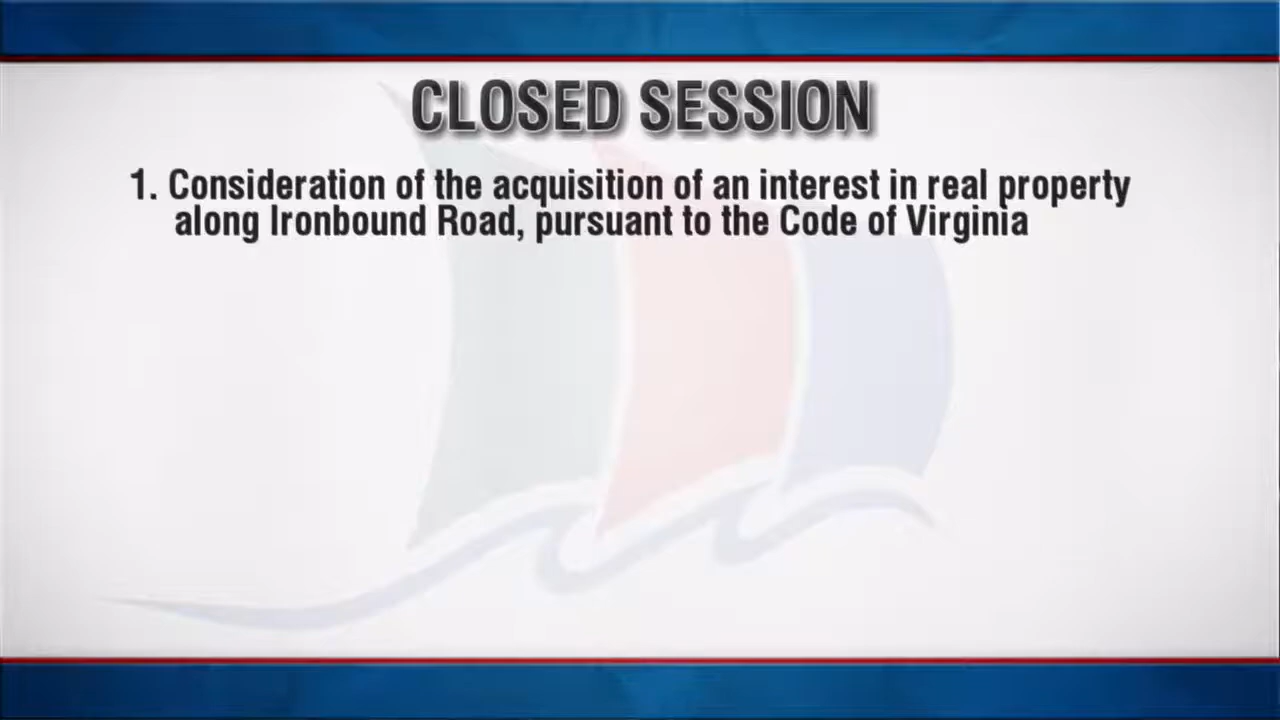 CLOSED SESSION
1. Consideration of the acquisition of an interest in real property
along Ironbound Road, pursuant to the Code of Virginia